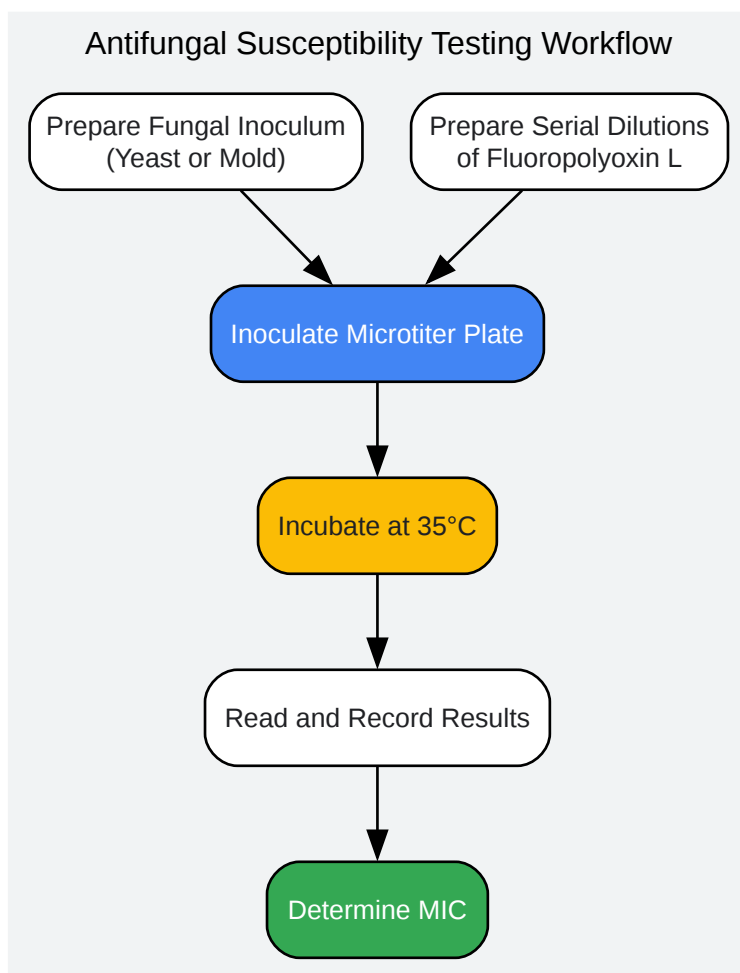 Antifungal Susceptibility Testing Workflow
Prepare Fungal Inoculum
(Yeast or Mold)
Prepare Serial Dilutions
of Fluoropolyoxin L
Inoculate Microtiter Plate
Incubate at 35°C
Read and Record Results
Determine MIC